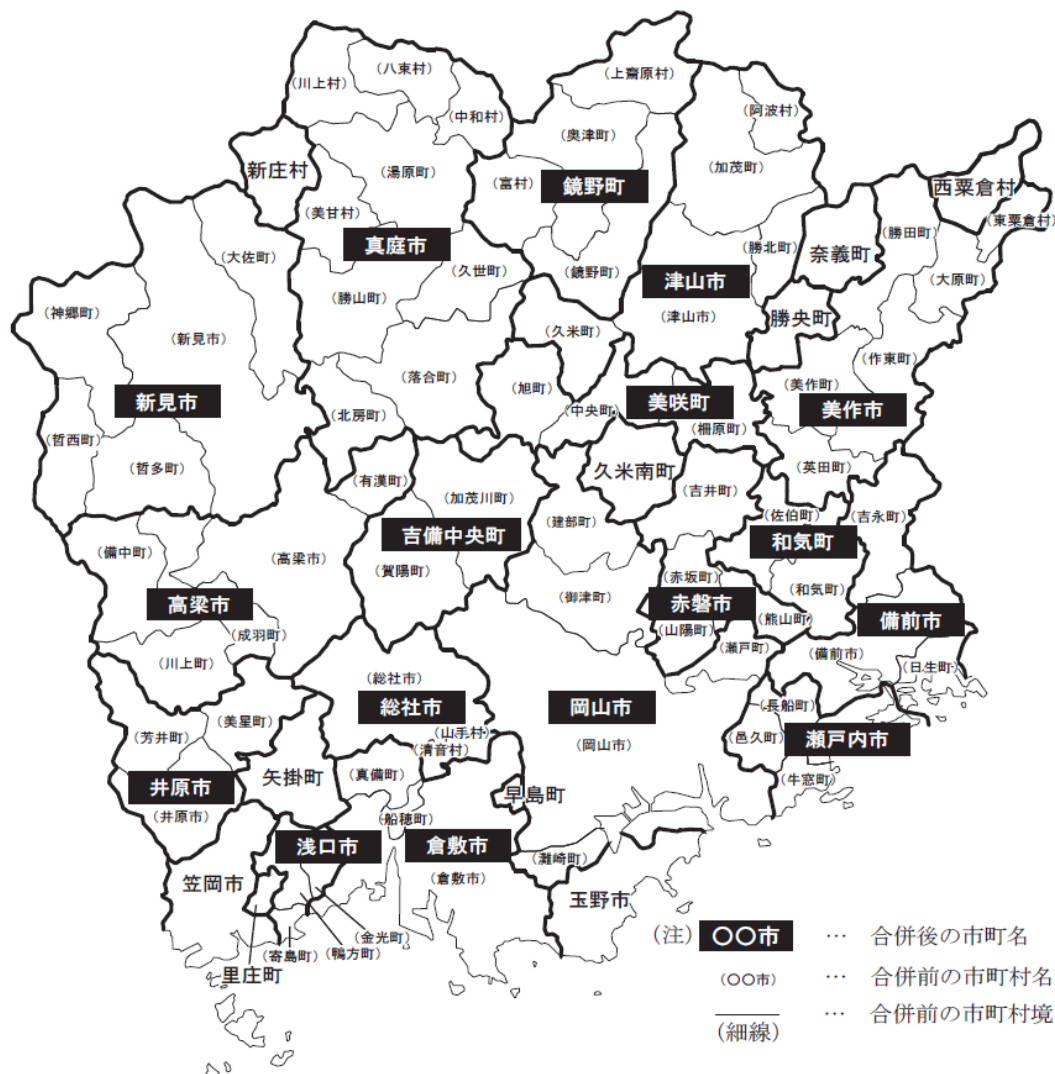 （上齋原村）
（八束村）
（川上村）
（阿波村）
（中和村）
（奥津町）
（加茂町）
新庄村
（湯原町）
（富村）
鏡野町
西粟倉村
（東粟倉村）
（美甘村）
真庭市
（勝北町）
奈義町
（勝田町）
（大佐町）
（久世町）
（鏡野町）
津山市
（大原町）
（神郷町）
（勝山町）
（津山市）
勝央町
（新見市）
（久米町）
（作東町）
（落合町）
（旭町）
（美作町）
新見市
（北房町）
（中央町）
美咲町
（柵原町）
美作市
（哲西町）
（哲多町）
（有漢町）
（加茂川町）
久米南町
（吉井町）
（英田町）
（建部町）
（佐伯町）
（吉永町）
吉備中央町
和気町
（備中町）
（高梁市）
（賀陽町）
（御津町）
（赤坂町）
（和気町）
高梁市
赤磐市
（熊山町）
備前市
（成羽町）
（山陽町）
（瀬戸町）
（備前市）
（日生町）
（川上町）
（総社市）
総社市
岡山市
（長船町）
（美星町）
（芳井町）
（山手村）
（清音村）
（岡山市）
（邑久町）
瀬戸内市
井原市
矢掛町
（真備町）
（牛窓町）
（井原市）
早島町
（船穂町）
浅口市
倉敷市
（灘崎町）
笠岡市
（倉敷市）
玉野市
（金光町）
（寄島町）
（鴨方町）
里庄町
（注） 〇〇市 … 合併後の市町名
（〇〇市） … 合併前の市町村名
（細線） … 合併前の市町村境